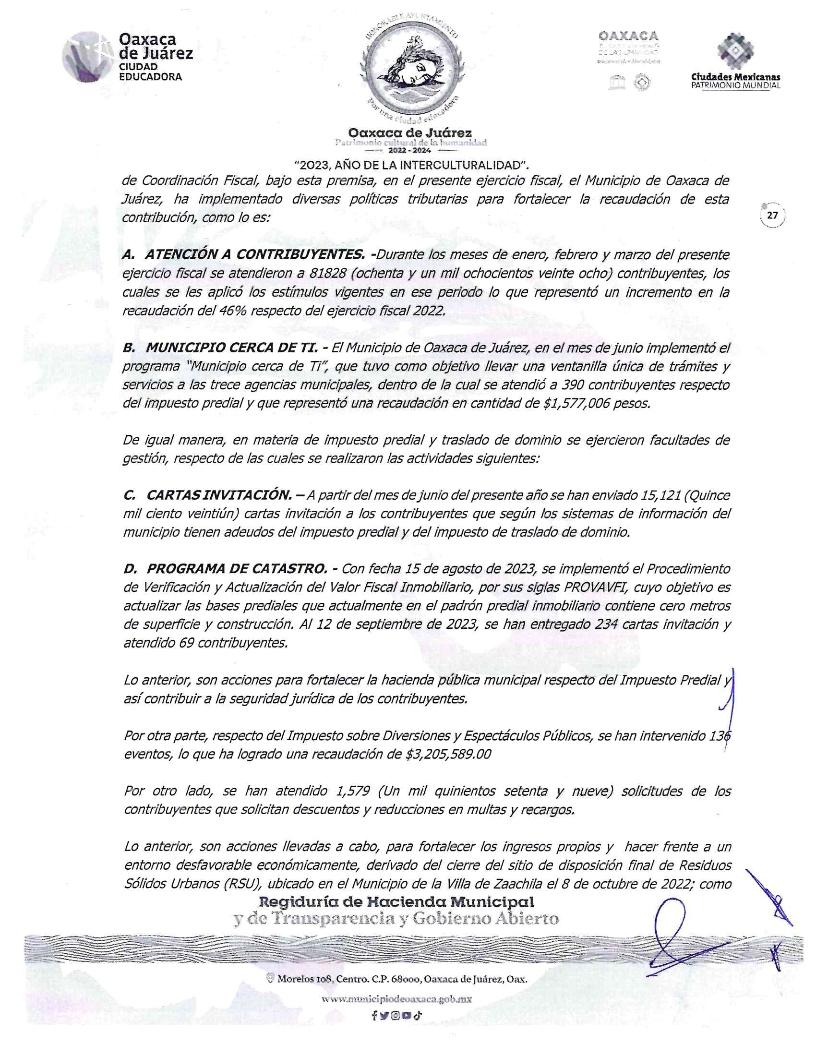 Oaxaca
de Juárez
CIUDAD
EDUCADORA
Por una ciudad educadora
Oaxaca de Juárez
Patrimonio cultural de la humanidad
2022 - 2024
OAXACA
Ciudades Mexicanas
PATRIMONIO MUNDIAL
"2023, AÑO DE LA INTERCULTURALIDAD".
27
de Coordinación Fiscal, bajo esta premisa, en el presente ejercicio fiscal, el Municipio de Oaxaca de
Juárez, ha implementado diversas políticas tributarias para fortalecer la recaudación de esta
contribución, como lo es:
A. ATENCIÓN A CONTRIBUYENTES. -Durante los meses de enero, febrero y marzo del presente
ejercicio fiscal se atendieron a 81828 (ochenta y un mil ochocientos veinte ocho) contribuyentes, los
cuales se les aplicó los estímulos vigentes en ese periodo lo que representó un incremento en la
recaudación del 46% respecto del ejercicio fiscal 2022.
B. MUNICIPIO CERCA DE TI. - El Municipio de Oaxaca de Juárez, en el mes de junio implementó el
programa "Municipio cerca de Ti", que tuvo como objetivo llevar una ventanilla única de trámites y
servicios a las trece agencias municipales, dentro de la cual se atendió a 390 contribuyentes respecto
del impuesto predial y que representó una recaudación en cantidad de $1,577,006 pesos.
De igual manera, en materia de impuesto predial y traslado de dominio se ejercieron facultades de
gestión, respecto de las cuales se realizaron las actividades siguientes:
C. CARTAS INVITACIÓN. – A partir del mes de junio del presente año se han enviado 15,121 (Quince
mil ciento veintiún) cartas invitación a los contribuyentes que según los sistemas de información del
municipio tienen adeudos del impuesto predial y del impuesto de traslado de dominio.
D. PROGRAMA DE CATASTRO. - Con fecha 15 de agosto de 2023, se implementó el Procedimiento
de Verificación y Actualización del Valor Fiscal Inmobiliario, por sus siglas PROVAVFI, cuyo objetivo es
actualizar las bases prediales que actualmente en el padrón predial inmobiliario contiene cero metros
de superficie y construcción. Al 12 de septiembre de 2023, se han entregado 234 cartas invitación y
atendido 69 contribuyentes.
Lo anterior, son acciones para fortalecer la hacienda pública municipal respecto del Impuesto Predial y
así contribuir a la seguridad jurídica de los contribuyentes.
Por otra parte, respecto del Impuesto sobre Diversiones y Espectáculos Públicos, se han intervenido 136
eventos, lo que ha logrado una recaudación de $3,205,589.00
Por otro lado, se han atendido 1,579 (Un mil quinientos setenta y nueve) solicitudes de los
contribuyentes que solicitan descuentos y reducciones en multas y recargos.
Lo anterior, son acciones llevadas a cabo, para fortalecer los ingresos propios y hacer frente a un
entorno desfavorable económicamente, derivado del cierre del sitio de disposición final de Residuos
Sólidos Urbanos (RSU), ubicado en el Municipio de la Villa de Zaachila el 8 de octubre de 2022; como
Regiduría de Hacienda Municipal
y de Transparencia y Gobierno Abierto
Morelos 108, Centro. C.P. 68000, Oaxaca de Juárez, Oax.
www.municipiodeoaxaca.gob.mx